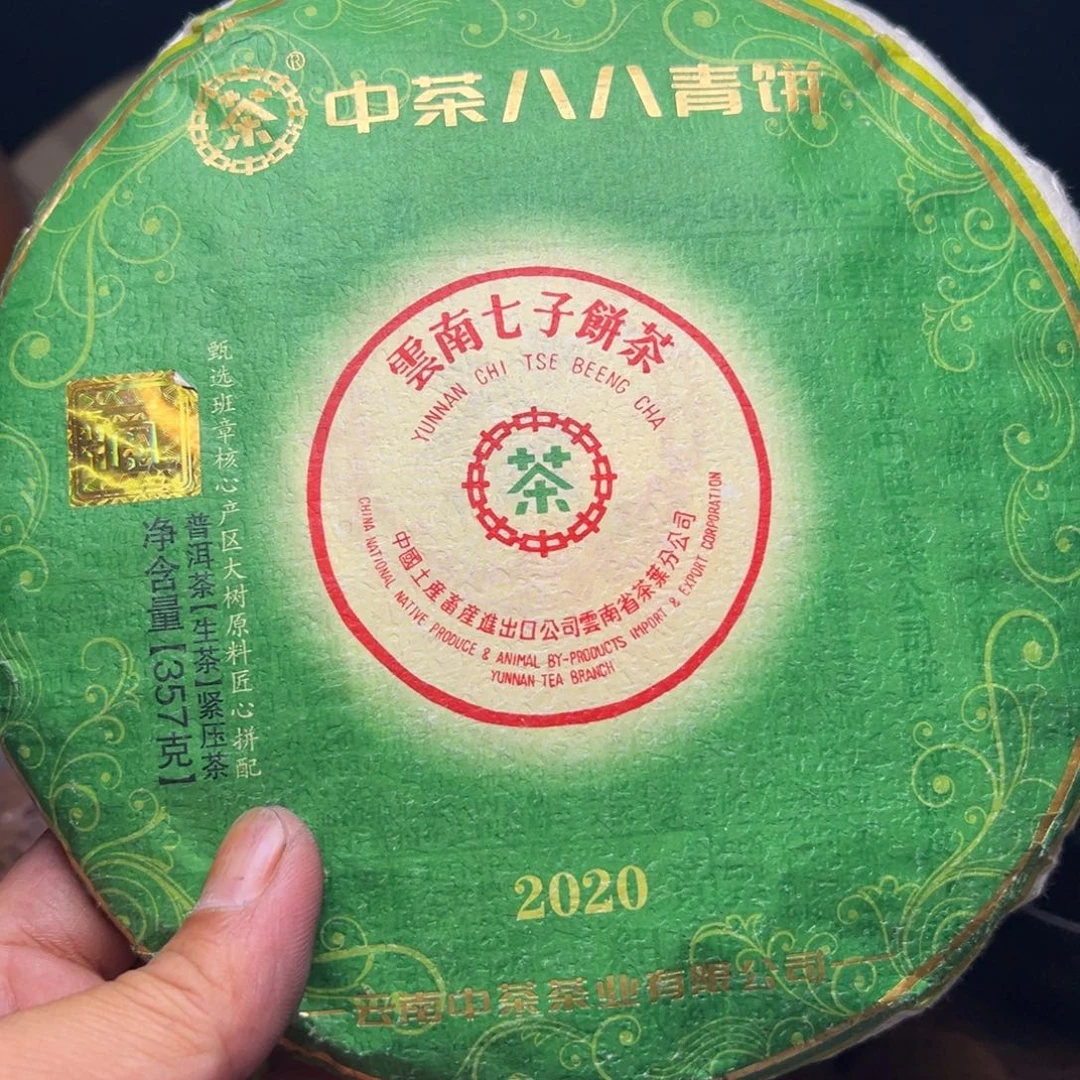 茶®
中茶八八青饼
雲南七子餅茶
YUNNAN CHI TSE BEENG CHA
茶
中國土產畜產進出口公司雲南省茶葉分公司
CHINA NATIONAL NATIVE PRODUCE & ANIMAL BY-PRODUCTS IMPORT & EXPORT CORPORATION
YUNNAN TEA BRANCH
甄选班章核心产区大树原料匠心拼配
普洱茶【生茶】紧压茶
净含量【357克】
2020
云南中茶茶业有限公司